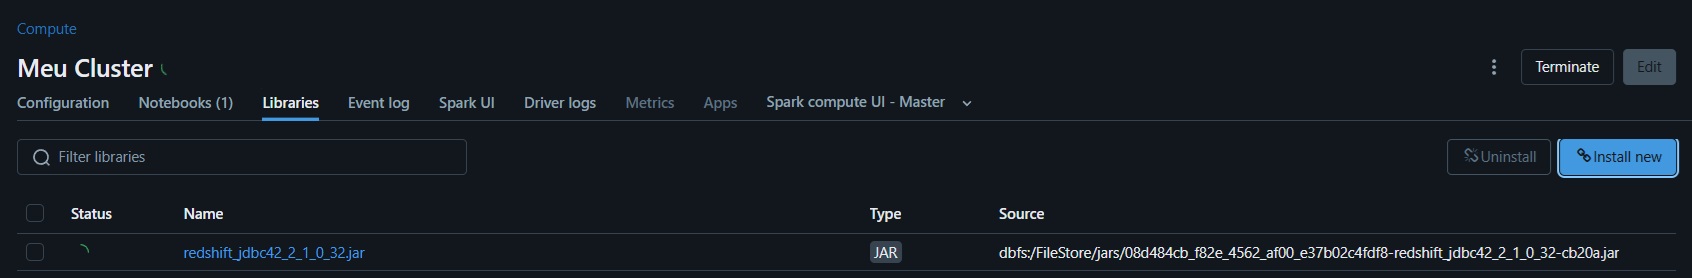 Compute
Meu Cluster
Terminate
Edit
Configuration Notebooks (1) Libraries Event log Spark UI Driver logs Metrics Apps Spark compute UI - Master
Filter libraries
Uninstall
Install new
Status Name Type Source
redshift_jdbc42_2_1_0_32.jar JAR dbfs:/FileStore/jars/08d484cb_f82e_4562_af00_e37b02c4fdf8-redshift_jdbc42_2_1_0_32-cb20a.jar